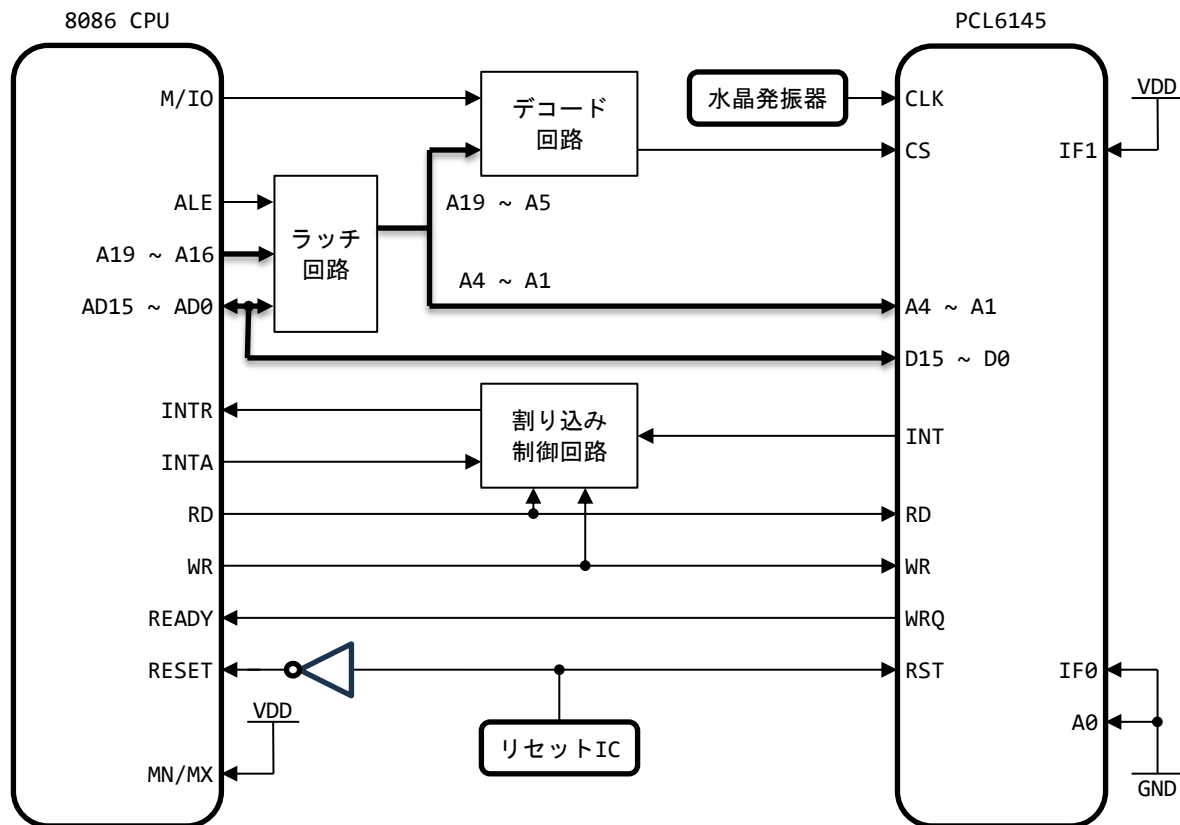 8086 CPU
PCL6145
M/IO
デコード
回路
水晶発振器
CLK
VDD
CS
IF1
ALE
A19 ~ A5
ラッチ
回路
A19 ~ A16
A4 ~ A1
AD15 ~ AD0
A4 ~ A1
D15 ~ D0
INTR
割り込み
制御回路
INT
INTA
RD
RD
WR
WR
READY
WRQ
RESET
RST
IF0
VDD
リセットIC
A0
MN/MX
GND